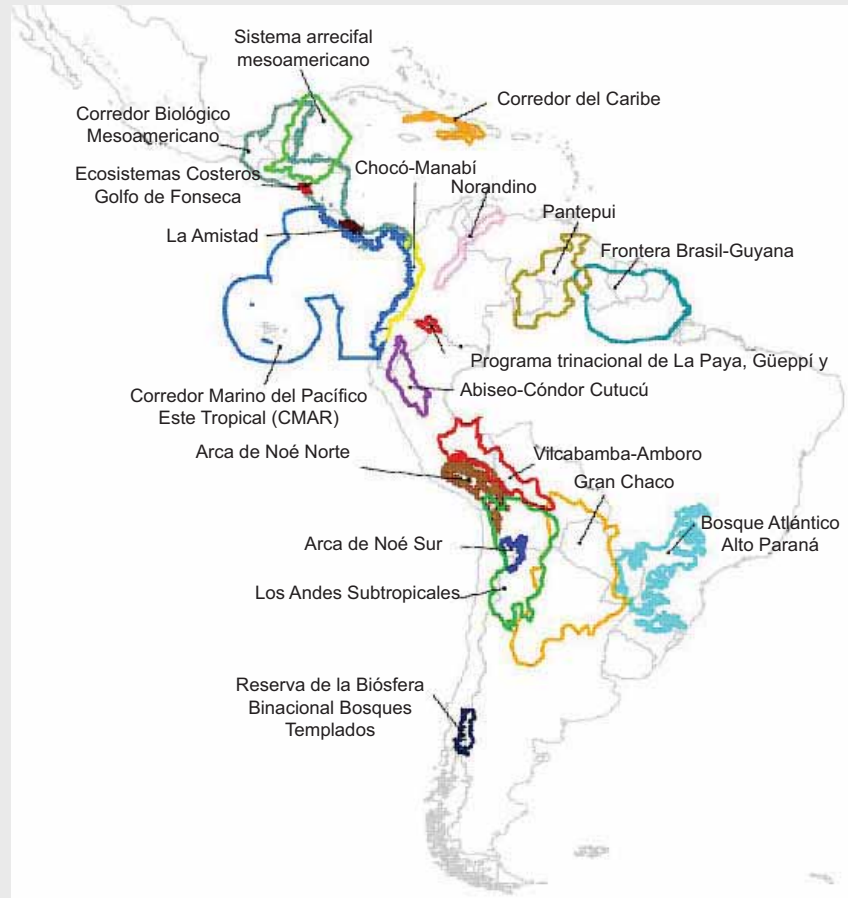 Sistema arrecifal
mesoamericano
Corredor del Caribe
Corredor Biológico
Mesoamericano
Chocó-Manabí
Ecosistemas Costeros
Golfo de Fonseca
Norandino
Pantepui
La Amistad
Frontera Brasil-Guyana
Programa trinacional de La Paya, Güeppí y
Corredor Marino del Pacífico
Este Tropical (CMAR)
Abiseo-Cóndor Cutucú
Arca de Noé Norte
Vilcabamba-Amboro
Gran Chaco
Bosque Atlántico
Alto Paraná
Arca de Noé Sur
Los Andes Subtropicales
Reserva de la Biósfera
Binacional Bosques
Templados